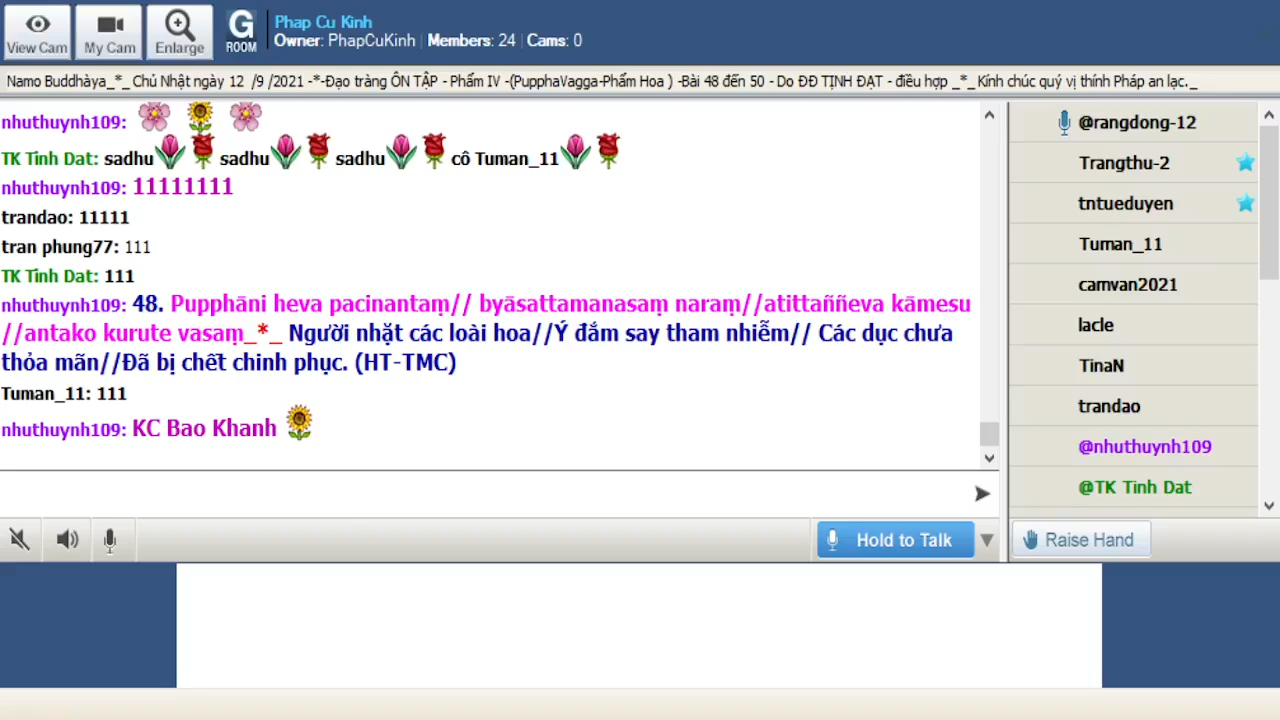 View Cam
My Cam
Enlarge
G
ROOM
Phap Cu Kinh
Owner: PhapCuKinh | Members: 24 | Cams: 0
Namo Buddhàya_*_ Chủ Nhật ngày 12 /9 /2021 -*-Đạo tràng ÔN TẬP - Phẩm IV -(PupphaVagga-Phẩm Hoa ) -Bài 48 đến 50 - Do ĐĐ TỊNH ĐẠT - điều hợp _*_ Kính chúc quý vị thính Pháp an lạc._
nhuthuynh109:
TK Tinh Dat: sadhu sadhu sadhu cô Tuman_11
nhuthuynh109: 11111111
trandao: 11111
tran phung77: 111
TK Tinh Dat: 111
nhuthuynh109: 48. Pupphāni heva pacinantaṃ// byāsattamanasaṃ naraṃ//atittaññeva kāmesu
//antako kurute vasaṃ_*_ Người nhặt các loài hoa//Ý đắm say tham nhiễm// Các dục chưa
thỏa mãn//Đã bị chết chinh phục. (HT-TMC)
Tuman_11: 111
nhuthuynh109: KC Bao Khanh
@rangdong-12
Trangthu-2
tntueduyen
Tuman_11
camvan2021
lacle
TinaN
trandao
@nhuthuynh109
@TK Tinh Dat
Hold to Talk
Raise Hand